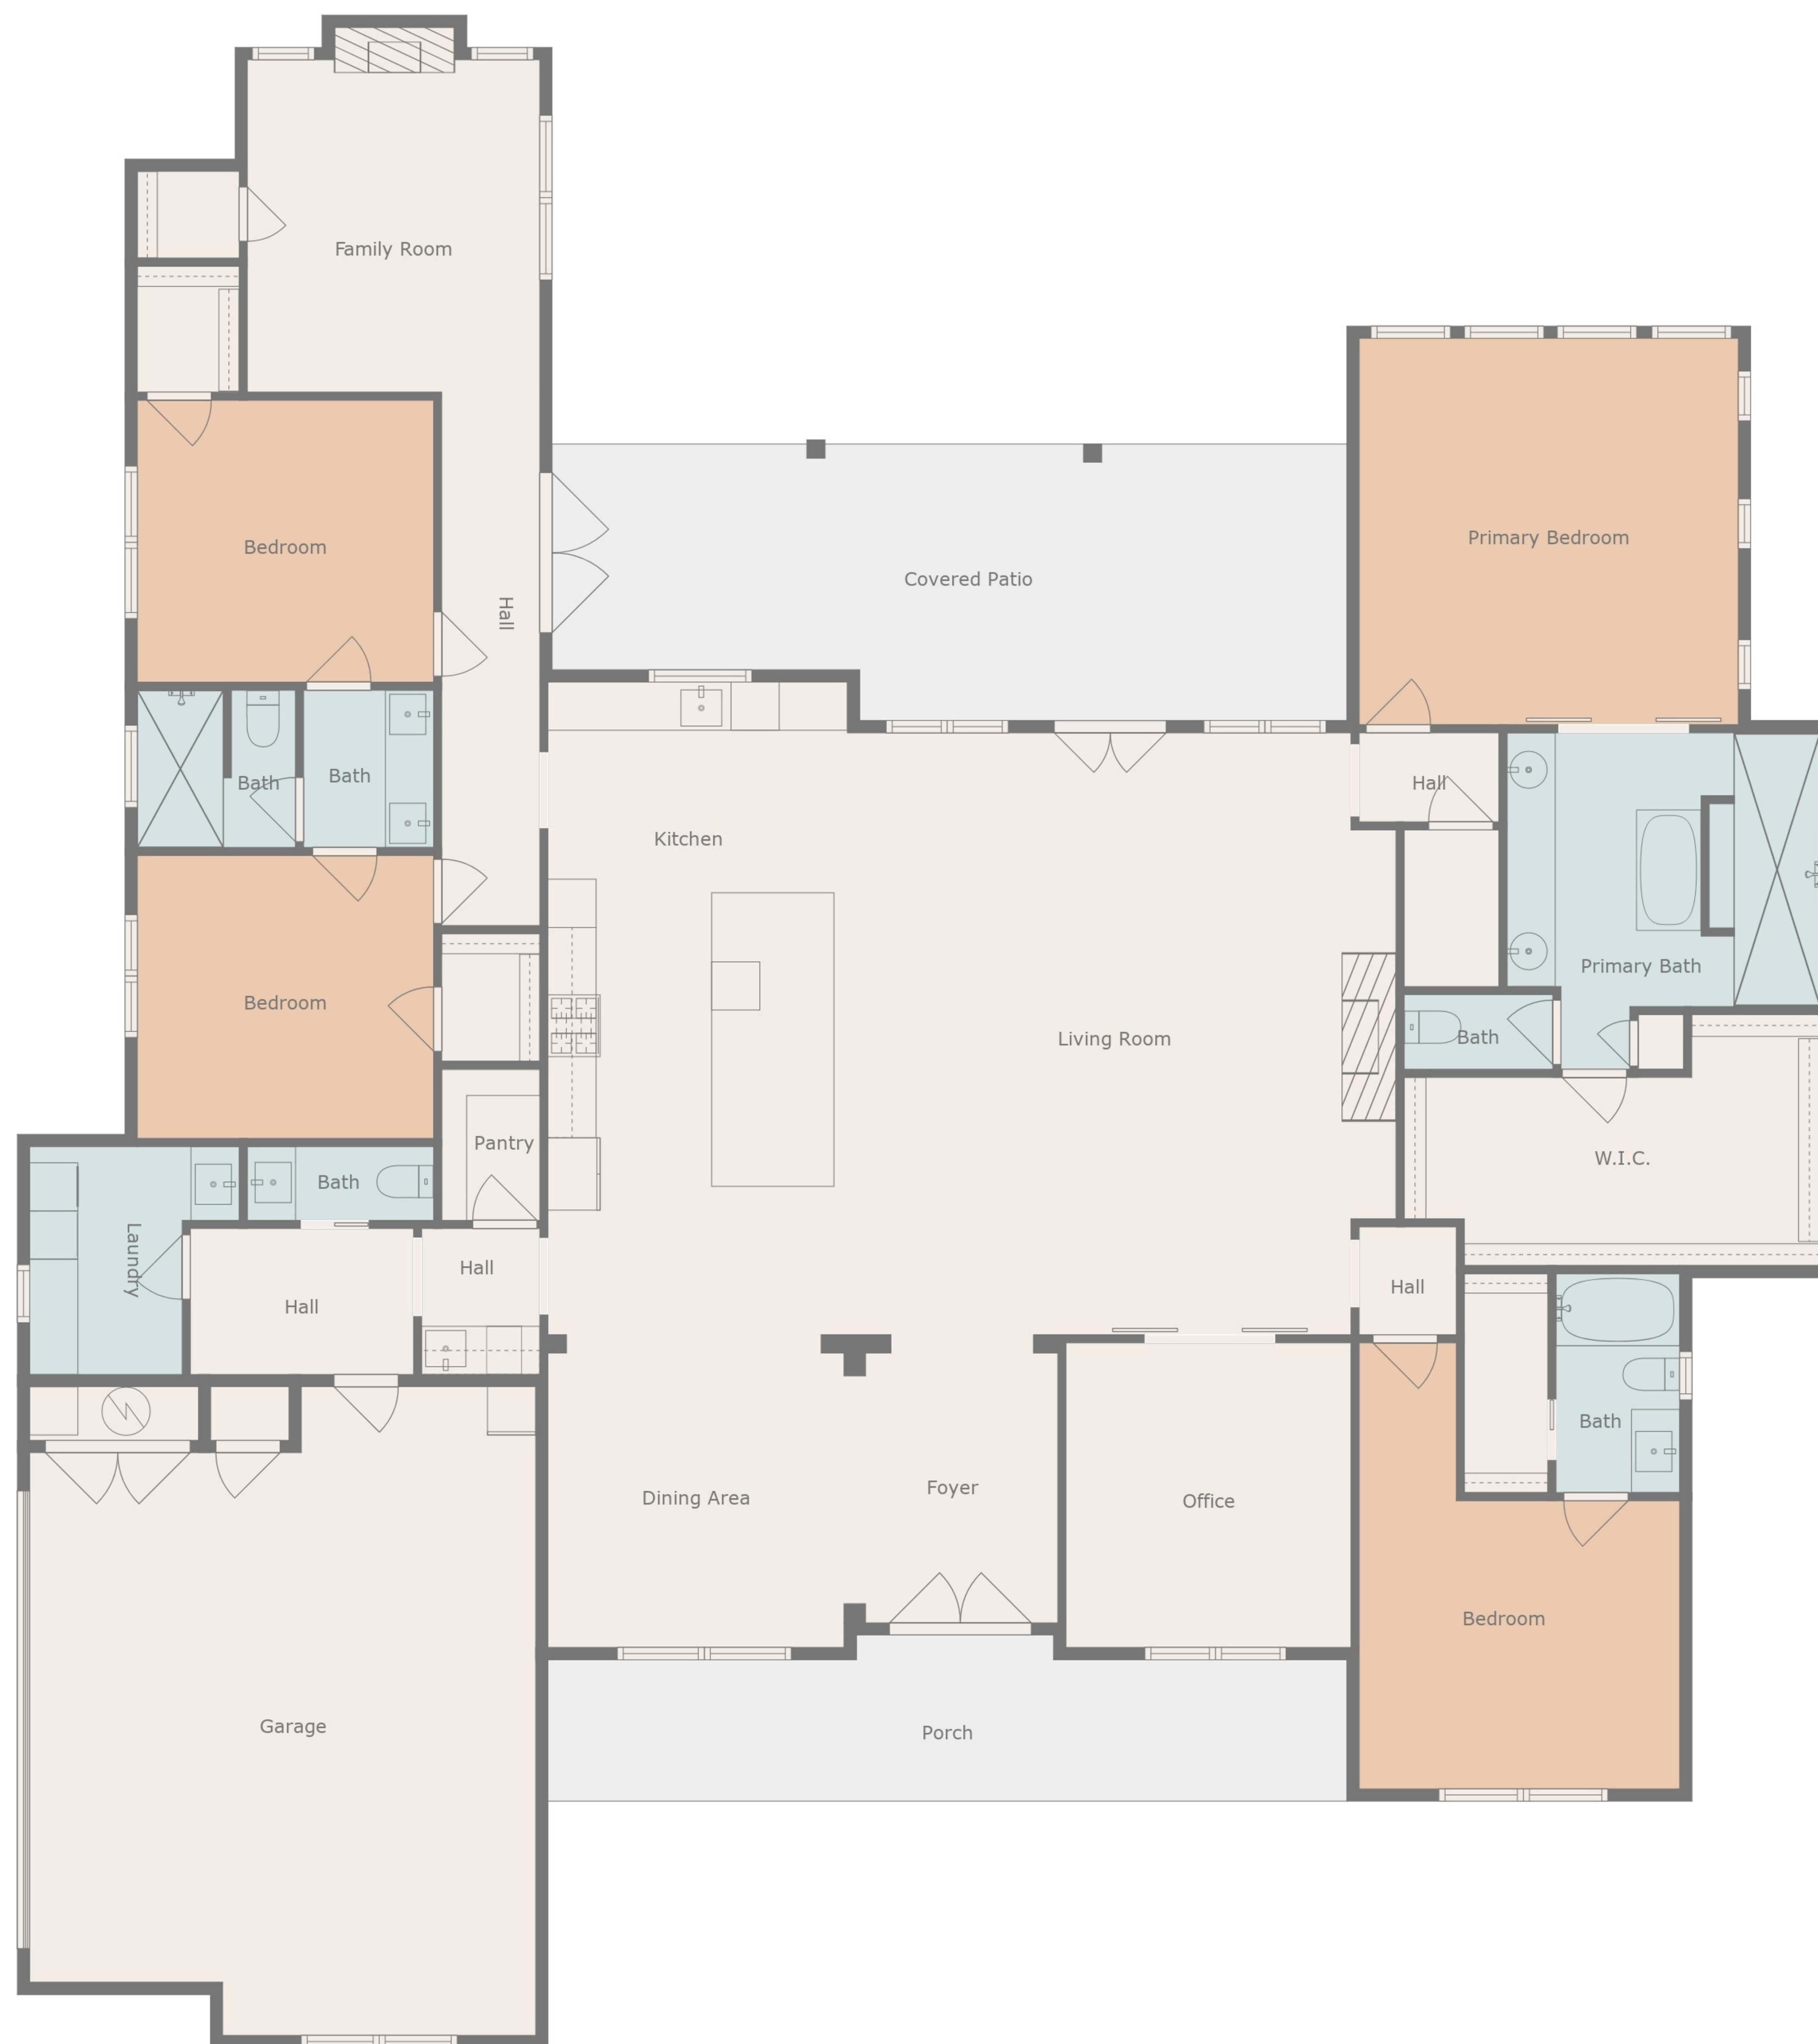 Family Room
Primary Bedroom
Bedroom
Covered Patio
Hall
Bath
Bath
Hall
Kitchen
Primary Bath
Bedroom
Living Room
Bath
Pantry
W.I.C.
Bath
Laundry
Hall
Hall
Hall
Bath
Foyer
Dining Area
Office
Bedroom
Garage
Porch